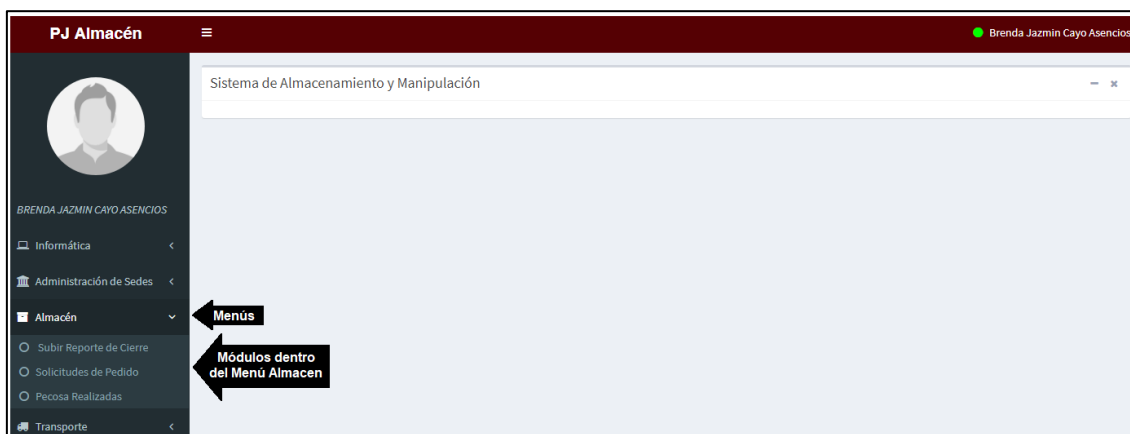 PJ Almacén
Brenda Jazmin Cayo Asencios
Sistema de Almacenamiento y Manipulación
BRENDA JAZMIN CAYO ASENCIOS
Informática
Administración de Sedes
Almacén
Menús
Subir Reporte de Cierre
Solicitudes de Pedido
Pecosa Realizadas
Módulos dentro
del Menú Almacen
Transporte